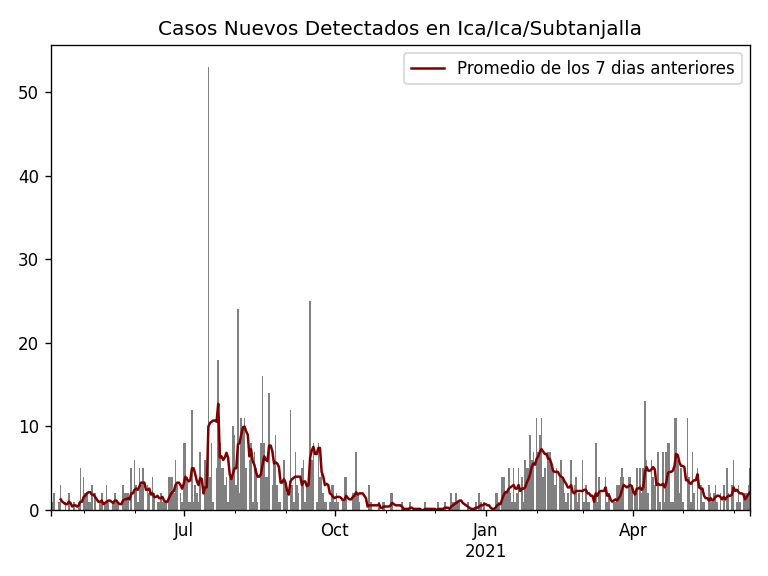 Casos Nuevos Detectados en Ica/Ica/Subtanjalla
Promedio de los 7 dias anteriores
50
40
30
20
10
0
Jul
Oct
Jan
2021
Apr